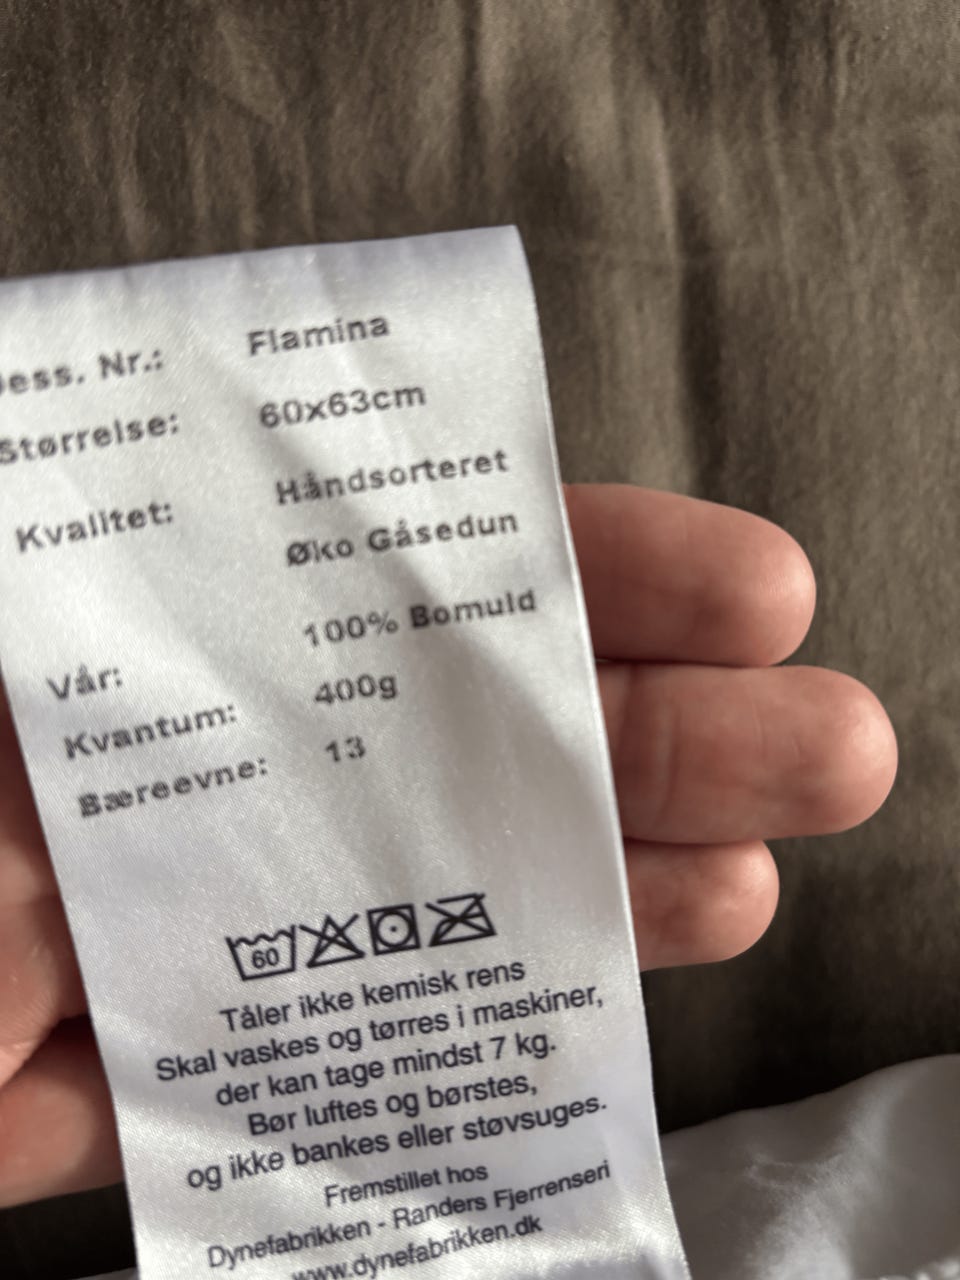 ess. Nr.: Flamina
Størrelse: 60x63cm
Kvalitet: Håndsorteret
Øko Gåsedun
100% Bomuld
Vår:
Kvantum: 400g
Bæreevne: 13
60
Tåler ikke kemisk rens
Skal vaskes og tørres i maskiner,
der kan tage mindst 7 kg.
Bør luftes og børstes,
og ikke bankes eller støvsuges.
Fremstillet hos
Dynefabrikken - Randers Fjerrenseri
www.dynefabrikken.dk